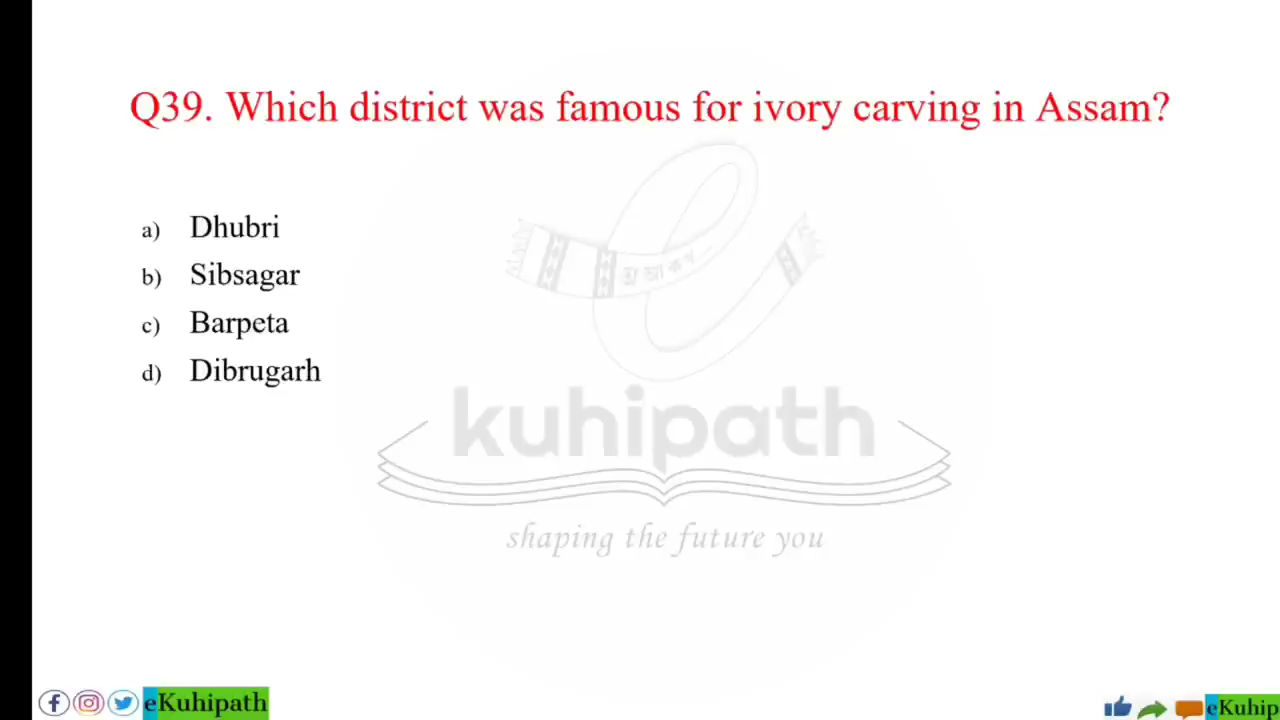 Q39. Which district was famous for ivory carving in Assam?
a) Dhubri
b) Sibsagar
c) Barpeta
d) Dibrugarh
kuhipath
shaping the future you
eKuhipath
eKuhip